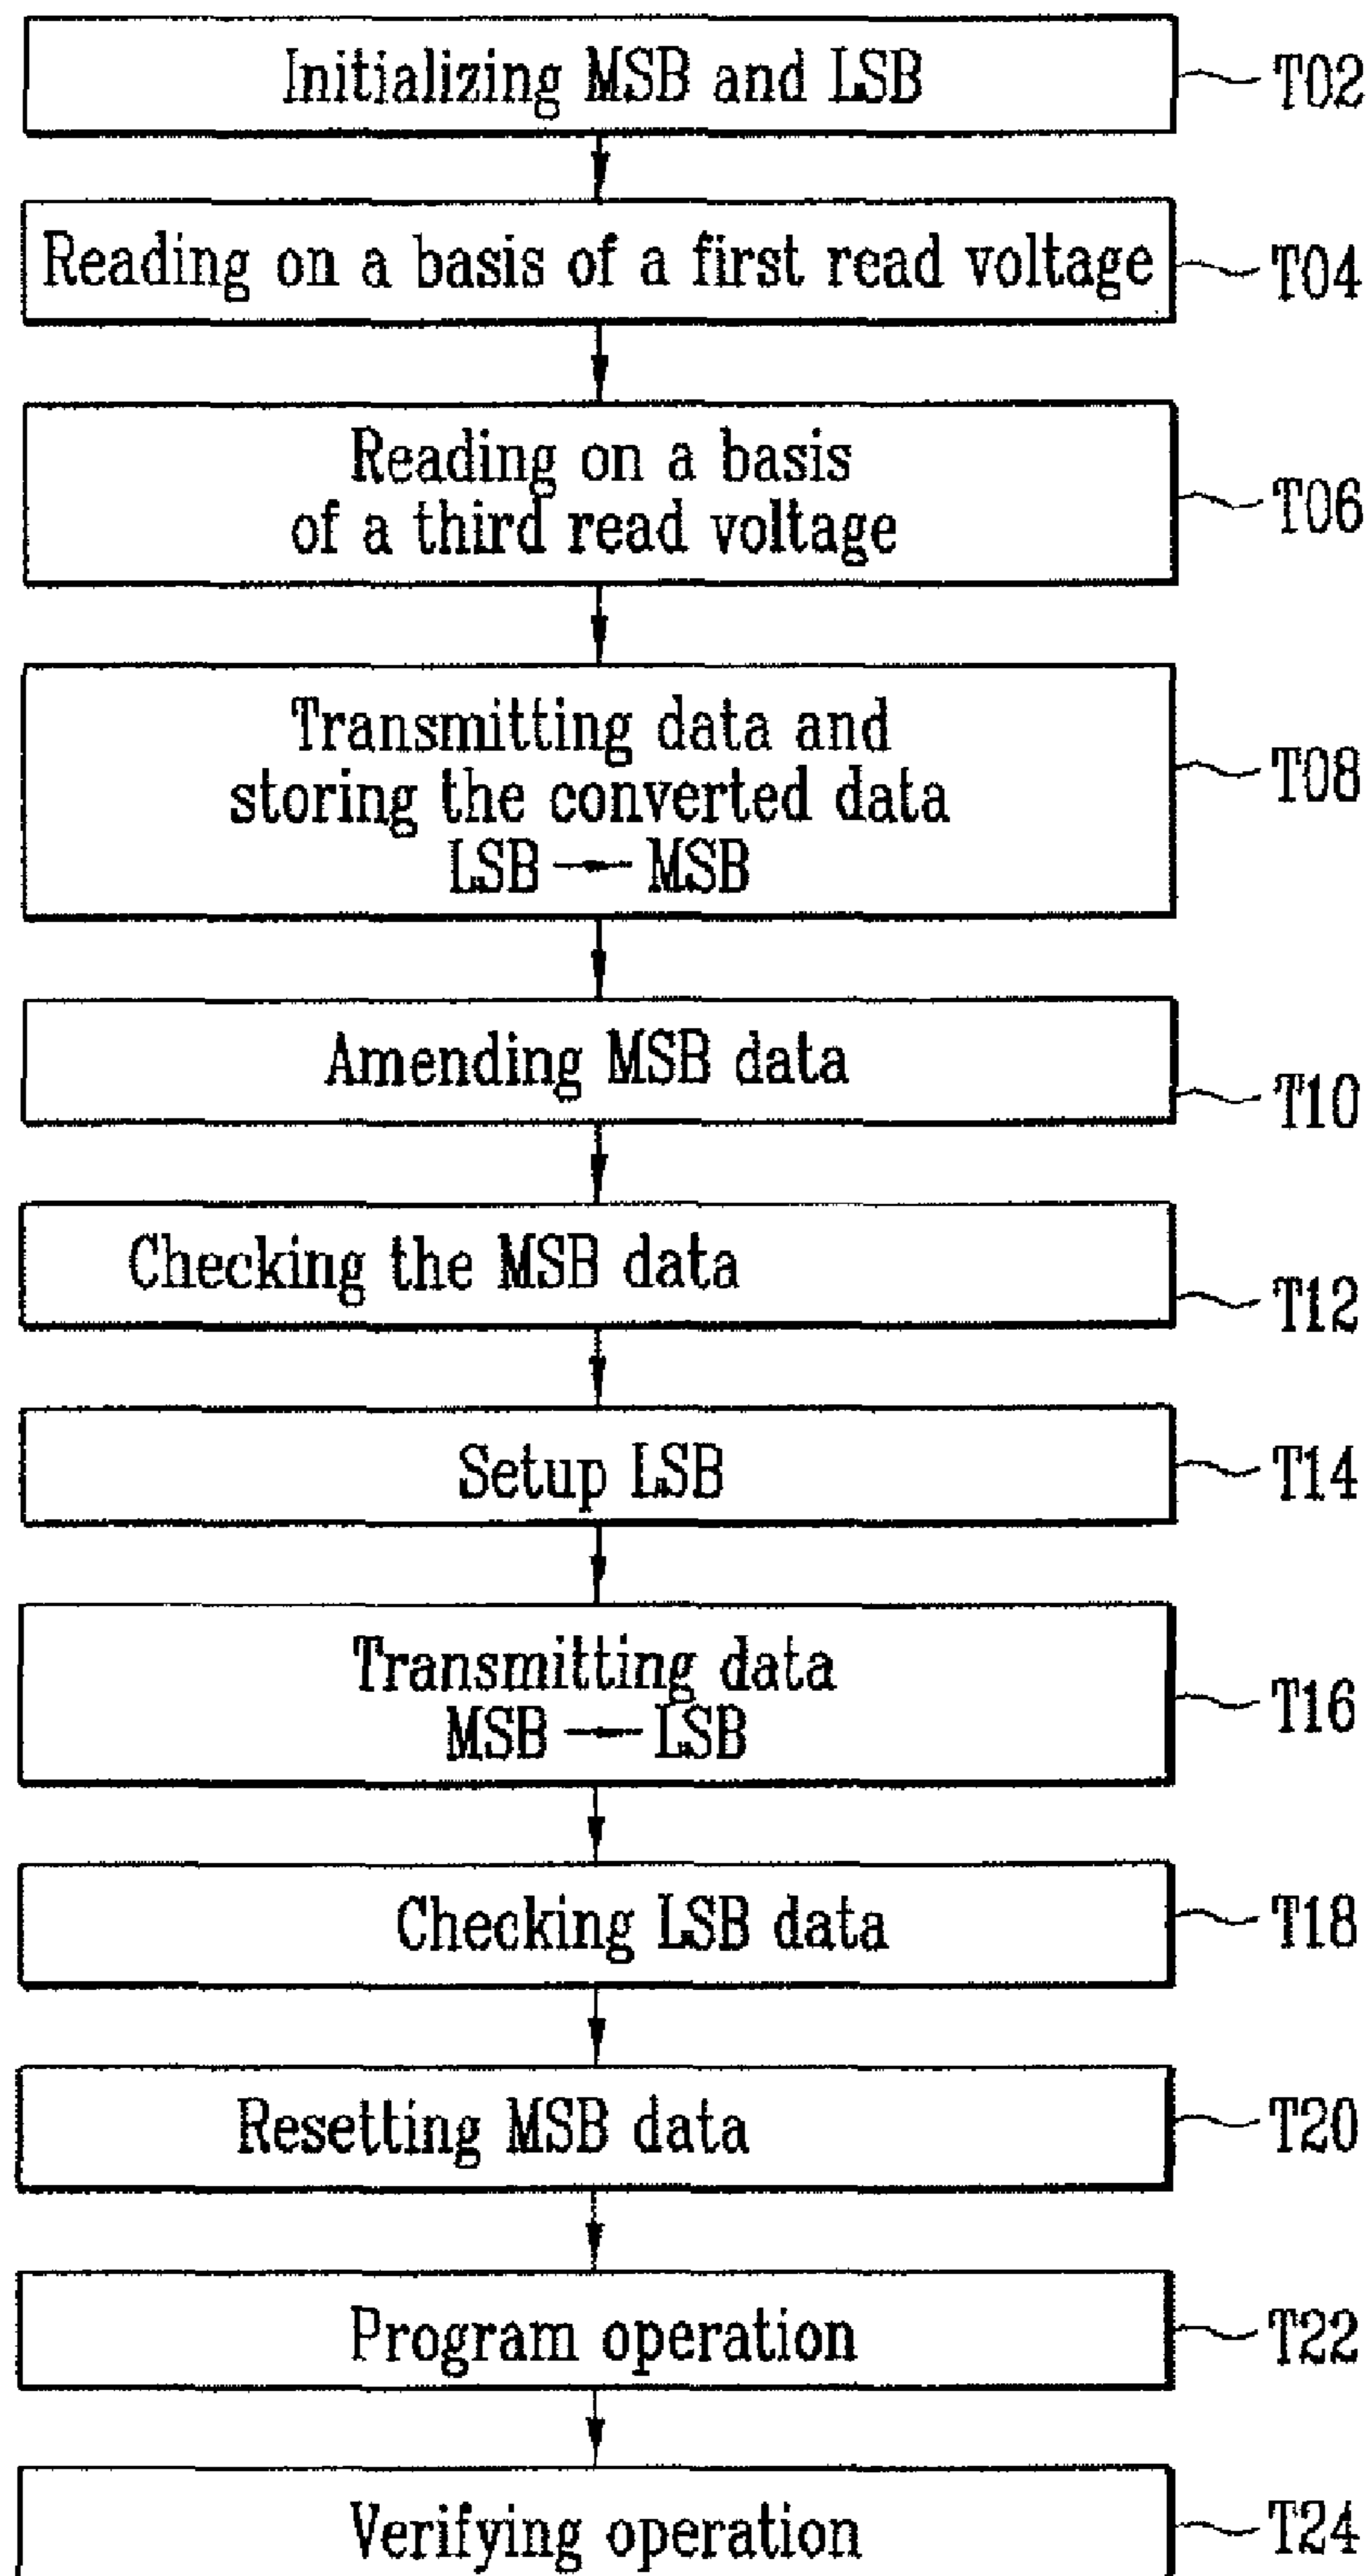 Initializing MSB and LSB
T02
Reading on a basis of a first read voltage
T04
Reading on a basis
of a third read voltage
T06
Transmitting data and
storing the converted data
LSB → MSB
T08
Amending MSB data
T10
Checking the MSB data
T12
Setup LSB
T14
Transmitting data
MSB → LSB
T16
Checking LSB data
T18
Resetting MSB data
T20
Program operation
T22
Verifying operation
T24